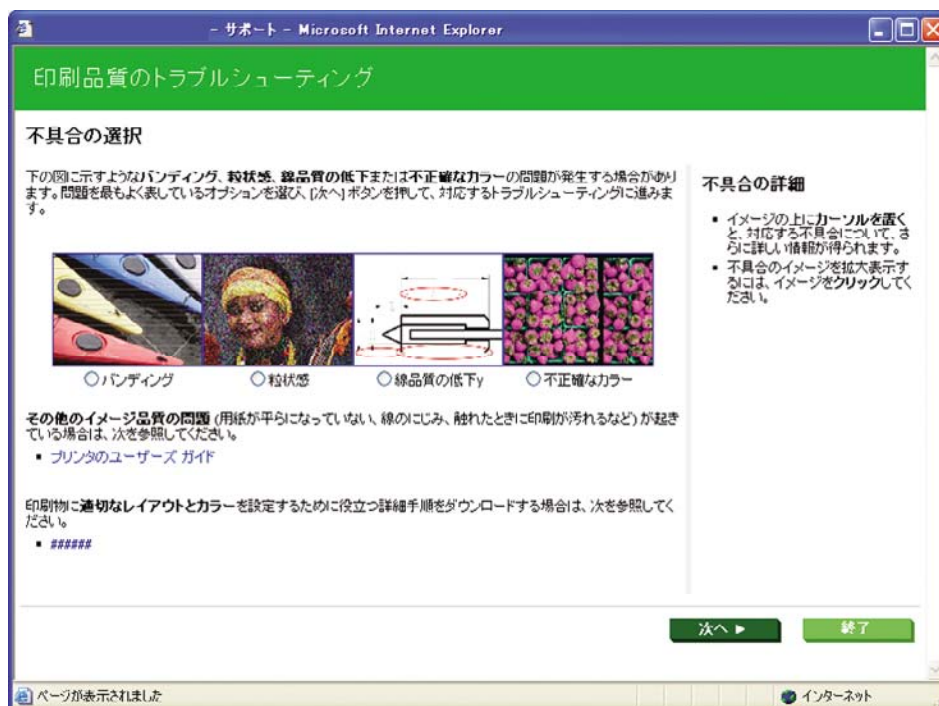 - サポート - Microsoft Internet Explorer
印刷品質のトラブルシューティング
不具合の選択
下の図に示すようなバンディング、粒状感、線品質の低下または不正確なカラーの問題が発生する場合があり
ます。問題を最もよく表しているオプションを選び、[次へ] ボタンを押して、対応するトラブルシューティングに進みま
す。
バンディング
粒状感
線品質の低下y
不正確なカラー
その他のイメージ品質の問題 (用紙が平らになっていない、線のにじみ、触れたときに印刷が汚れるなど) が起き
ている場合は、次を参照してください。
プリンタのユーザーズ ガイド
印刷物に適切なレイアウトとカラーを設定するために役立つ詳細手順をダウンロードする場合は、次を参照してく
ださい。
######
不具合の詳細
イメージの上にカーソルを置く
と、対応する不具合について、さ
らに詳しい情報が得られます。
不具合のイメージを拡大表示す
るには、イメージをクリックしてく
ださい。
次へ ▶
終了
ページが表示されました
インターネット